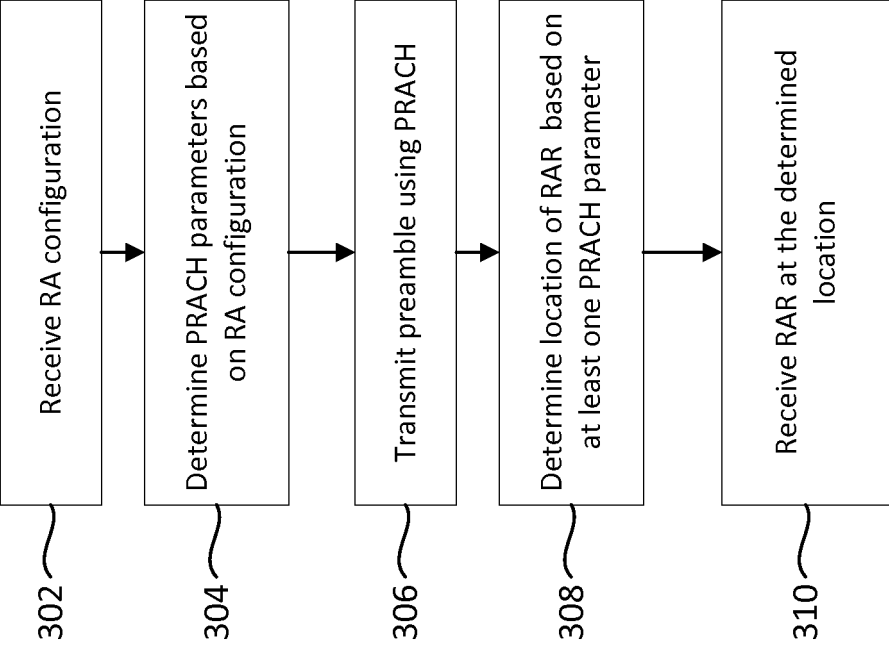 302
Receive RA configuration
304
Determine PRACH parameters based
on RA configuration
306
Transmit preamble using PRACH
308
Determine location of RAR based on
at least one PRACH parameter
310
Receive RAR at the determined
location